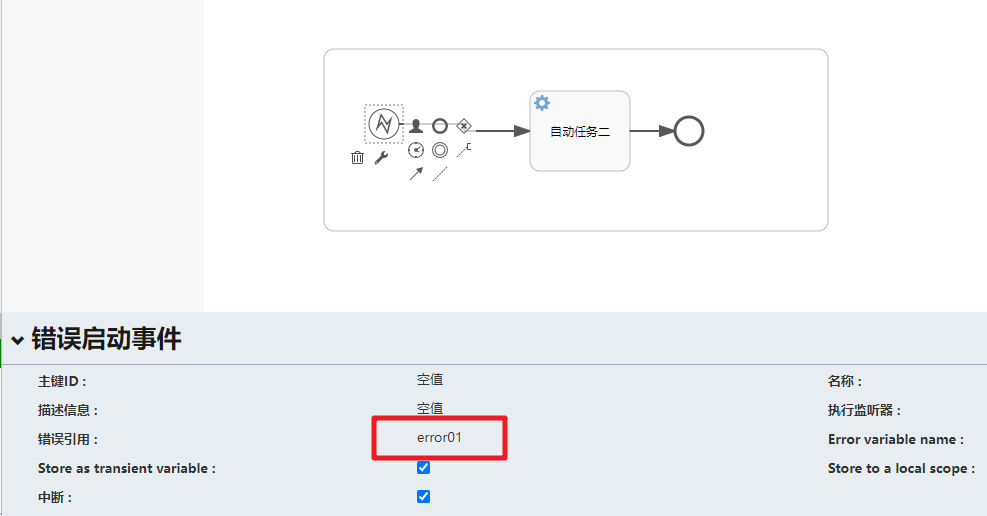 自动任务二
错误启动事件
主键ID : 空值 名称 :
描述信息 : 空值 执行监听器 :
错误引用 : error01 Error variable name :
Store as transient variable : Store to a local scope :
中断 :